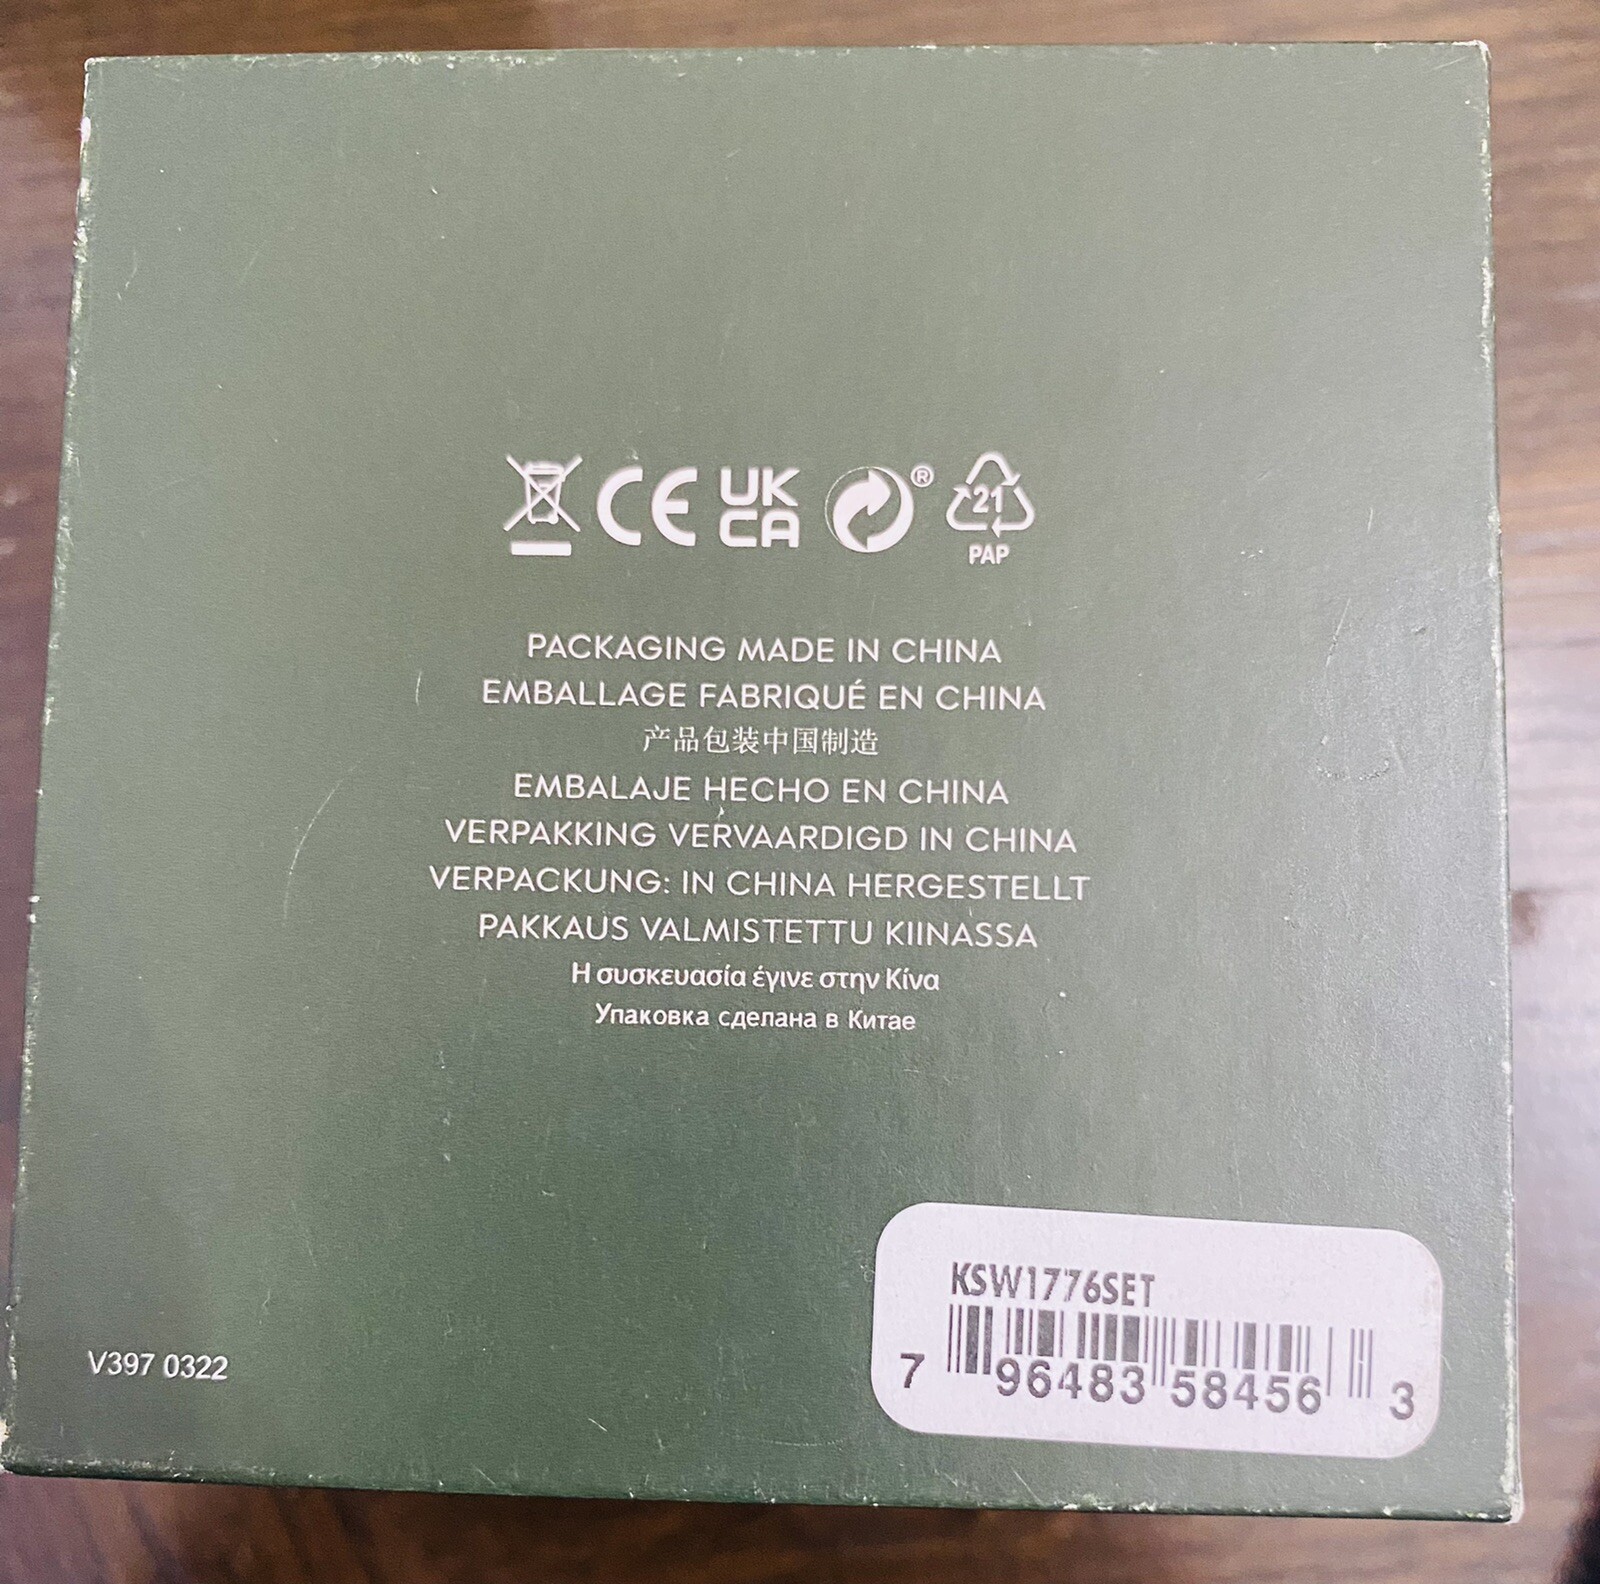 CE UK CA ® 21
PAP
PACKAGING MADE IN CHINA
EMBALLAGE FABRIQUÉ EN CHINA
产品包装中国制造
EMBALAJE HECHO EN CHINA
VERPAKKING VERVAARDIGD IN CHINA
VERPACKUNG: IN CHINA HERGESTELLT
PAKKAUS VALMISTETTU KIINASSA
Η συσκευασία έγινε στην Κίνα
Упаковка сделана в Китае
KSW1776SET
7 96483 58456 3
V397 0322